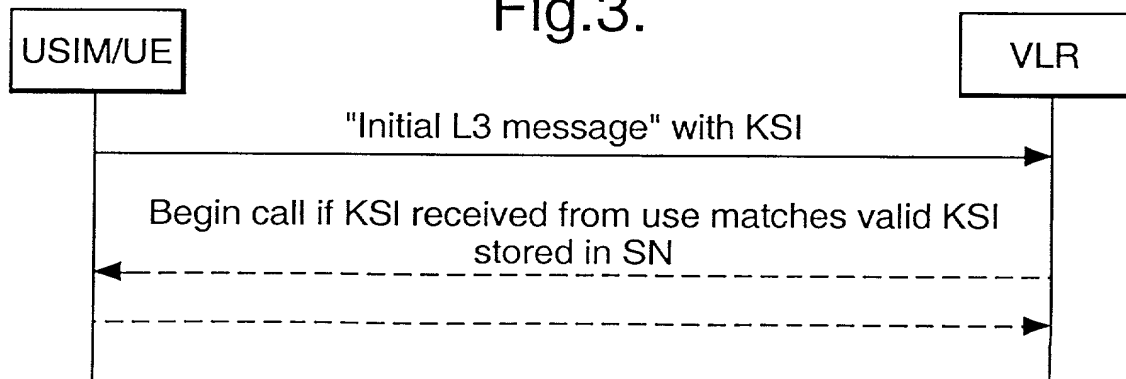 Fig.3.
USIM/UE
VLR
"Initial L3 message" with KSI
Begin call if KSI received from use matches valid KSI
stored in SN